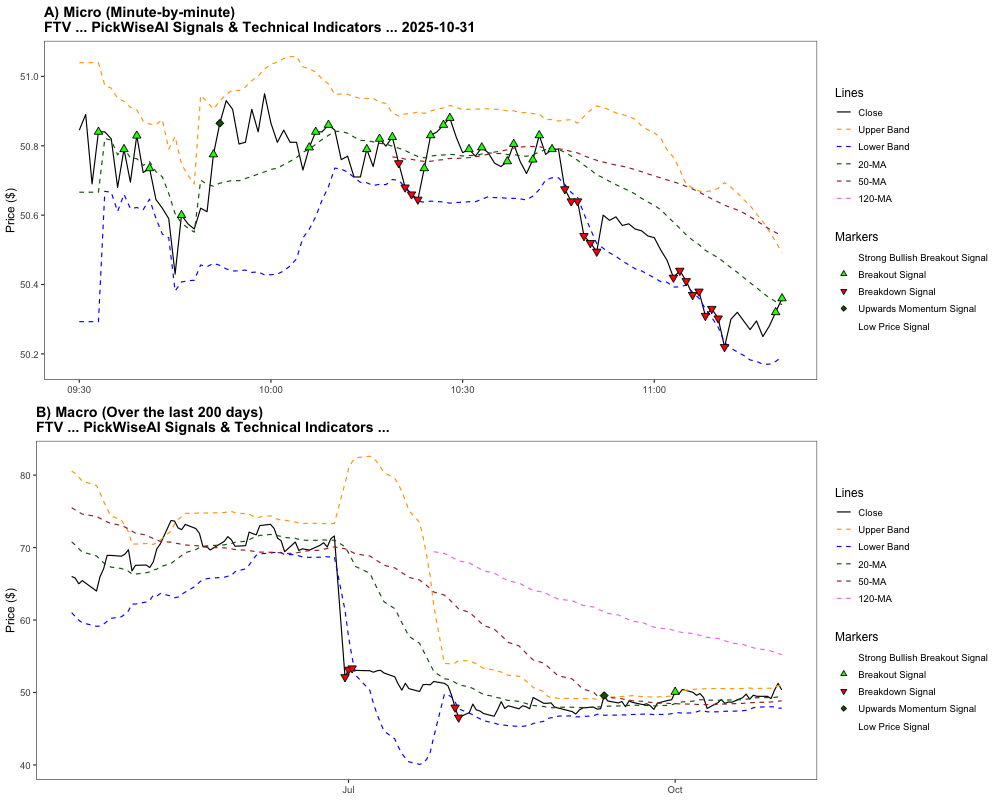 A) Micro (Minute-by-minute)
FTV ... PickWiseAI Signals & Technical Indicators ... 2025-10-31
Price ($)
51.0
50.8
50.6
50.4
50.2
09:30
10:00
10:30
11:00
Lines
Close
Upper Band
Lower Band
20-MA
50-MA
120-MA
Markers
Strong Bullish Breakout Signal
Breakout Signal
Breakdown Signal
Upwards Momentum Signal
Low Price Signal
B) Macro (Over the last 200 days)
FTV ... PickWiseAI Signals & Technical Indicators ...
Price ($)
80
70
60
50
40
Jul
Oct
Lines
Close
Upper Band
Lower Band
20-MA
50-MA
120-MA
Markers
Strong Bullish Breakout Signal
Breakout Signal
Breakdown Signal
Upwards Momentum Signal
Low Price Signal